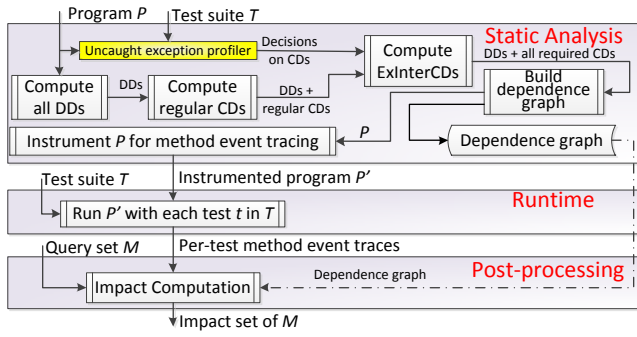 Program P
Test suite T
Static Analysis
Uncaught exception profiler
Decisions
on CDs
Compute
ExInterCDs
DDs + all required CDs
Compute
all DDs
DDs
Compute
regular CDs
DDs +
regular CDs
Build
dependence
graph
Instrument P for method event tracing
P
Dependence graph
Instrumented program P’
Test suite T
Runtime
Run P’ with each test t in T
Query set M
Per-test method event traces
Post-processing
Impact Computation
Dependence graph
Impact set of M